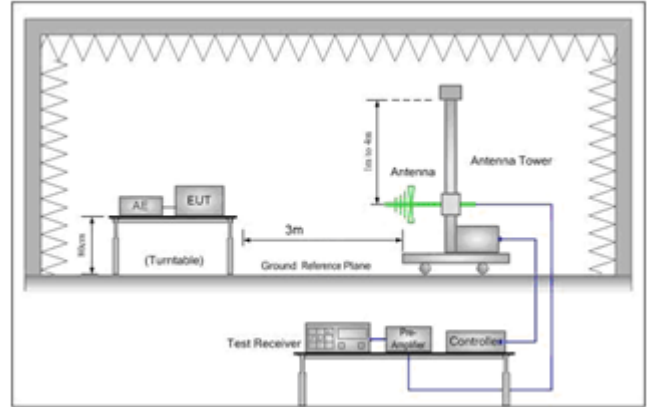 1m to 4m
Antenna
Antenna Tower
AE
EUT
80cm
3m
(Turntable)
Ground Reference Plane
Test Receiver
Pre-
Amplifier
Controller